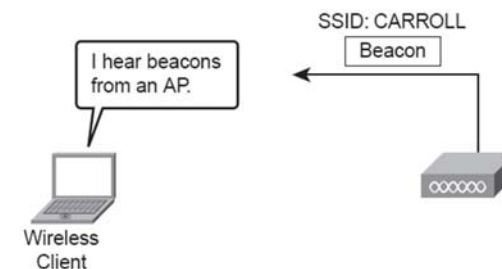 SSID: CARROLL
Beacon
I hear beacons
from an AP.
Wireless
Client